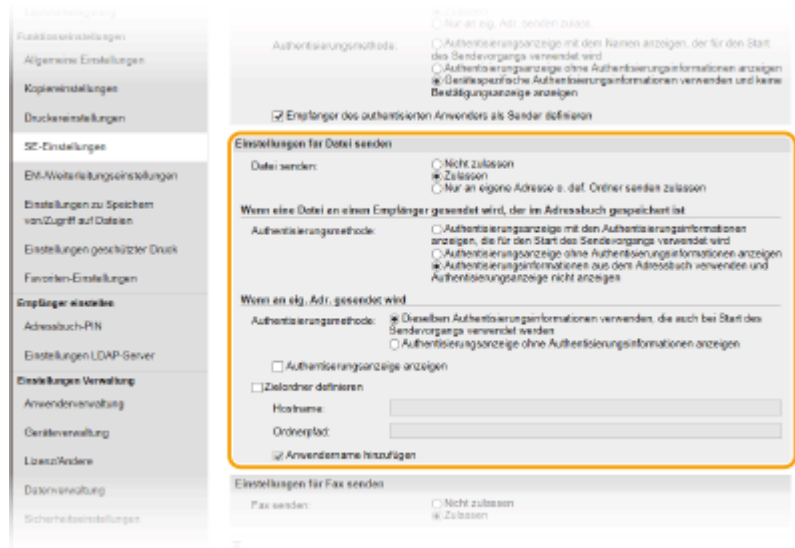 Funktionseinstellungen
Allgemeine Einstellungen
Kopiereinstellungen
Druckereinstellungen
SE-Einstellungen
EM-/Weiterleitungseinstellungen
Einstellungen zu Speichern
von/Zugriff auf Dateien
Einstellungen geschützter Druck
Favoriten-Einstellungen
Empfänger einstellen
Adressbuch-PIN
Einstellungen LDAP-Server
Einstellungen Verwaltung
Anwenderverwaltung
Geräteverwaltung
Lizenz/Andere
Datenverwaltung
Sicherheitseinstellungen
Nur an eig. Adr. senden zulass.
Authentisierungsmethode:
Authentisierungsanzeige mit dem Namen anzeigen, der für den Start
des Sendevorgangs verwendet wird
Authentisierungsanzeige ohne Authentisierungsinformationen anzeigen
Gerätespezifische Authentisierungsinformationen verwenden und keine
Bestätigungsanzeige anzeigen
Empfänger des authentisierten Anwenders als Sender definieren
Einstellungen für Datei senden
Datei senden:
Nicht zulassen
Zulassen
Nur an eigene Adresse o. def. Ordner senden zulassen
Wenn eine Datei an einen Empfänger gesendet wird, der im Adressbuch gespeichert ist
Authentisierungsmethode:
Authentisierungsanzeige mit den Authentisierungsinformationen
anzeigen, die für den Start des Sendevorgangs verwendet wird
Authentisierungsanzeige ohne Authentisierungsinformationen anzeigen
Authentisierungsinformationen aus dem Adressbuch verwenden und
Authentisierungsanzeige nicht anzeigen
Wenn an eig. Adr. gesendet wird
Authentisierungsmethode:
Dieselben Authentisierungsinformationen verwenden, die auch bei Start des
Sendevorgangs verwendet werden
Authentisierungsanzeige ohne Authentisierungsinformationen anzeigen
Authentiserungsanzeige anzeigen
Zielordner definieren
Hostname:
Ordnerpfad:
Anwendername hinzufügen
Einstellungen für Fax senden
Fax senden:
Nicht zulassen
Zulassen